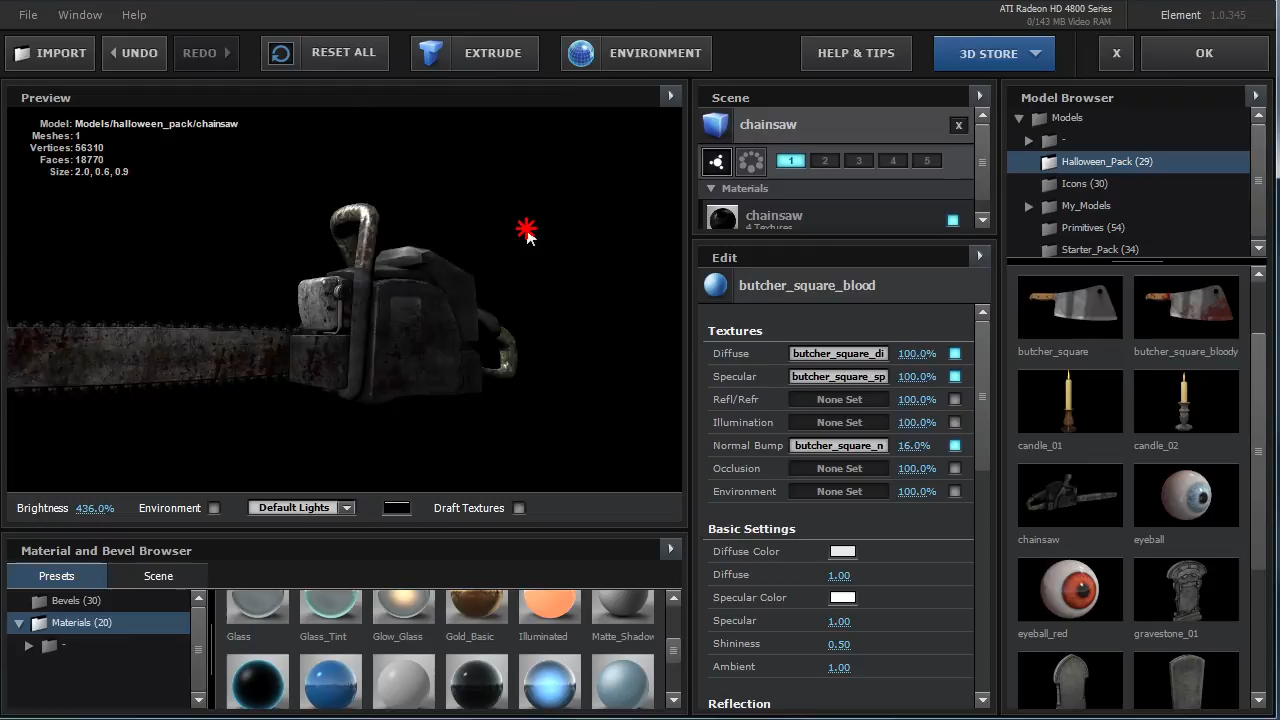 File Window Help
ATI Radeon HD 4800 Series
0/143 MB Video RAM
Element 1.0.345
IMPORT UNDO REDO RESET ALL EXTRUDE ENVIRONMENT HELP & TIPS 3D STORE X OK
Preview
Model: Models/halloween_pack/chainsaw
Meshes: 1
Vertices: 56310
Faces: 18770
Size: 2.0, 0.6, 0.9
Brightness 436.0% Environment Default Lights Draft Textures
Material and Bevel Browser
Presets Scene
Bevels (30)
Materials (20)
-
Glass Glass_Tint Glow_Glass Gold_Basic Illuminated Matte_Shadow
Scene
chainsaw X
1 2 3 4 5
Materials
chainsaw
4 Textures
Edit
butcher_square_blood
Textures
Diffuse butcher_square_di 100.0%
Specular butcher_square_sp 100.0%
Refl/Refr None Set 100.0%
Illumination None Set 100.0%
Normal Bump butcher_square_n 16.0%
Occlusion None Set 100.0%
Environment None Set 100.0%
Basic Settings
Diffuse Color
Diffuse 1.00
Specular Color
Specular 1.00
Shininess 0.50
Ambient 1.00
Reflection
Model Browser
Models
-
Halloween_Pack (29)
Icons (30)
My_Models
Primitives (54)
Starter_Pack (34)
butcher_square butcher_square_bloody
candle_01 candle_02
chainsaw eyeball
eyeball_red gravestone_01